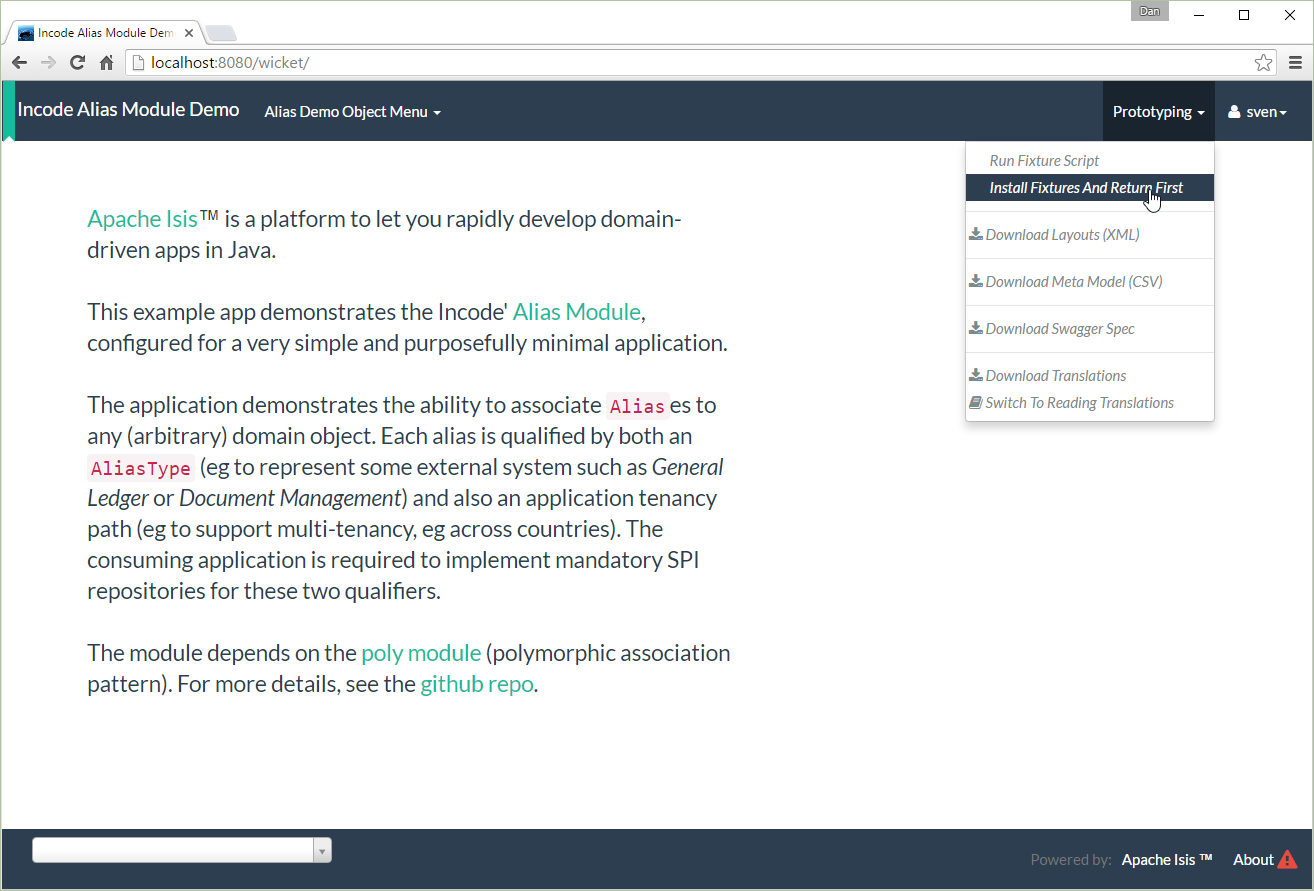 Dan
Incode Alias Module Dem
localhost:8080/wicket/
Incode Alias Module Demo
Alias Demo Object Menu
Prototyping
sven
Run Fixture Script
Install Fixtures And Return First
Download Layouts (XML)
Download Meta Model (CSV)
Download Swagger Spec
Download Translations
Switch To Reading Translations
Apache Isis™ is a platform to let you rapidly develop domain-
driven apps in Java.
This example app demonstrates the Incode' Alias Module,
configured for a very simple and purposefully minimal application.
The application demonstrates the ability to associate Alias es to
any (arbitrary) domain object. Each alias is qualified by both an
AliasType (eg to represent some external system such as General
Ledger or Document Management) and also an application tenancy
path (eg to support multi-tenancy, eg across countries). The
consuming application is required to implement mandatory SPI
repositories for these two qualifiers.
The module depends on the poly module (polymorphic association
pattern). For more details, see the github repo.
Powered by: Apache Isis ™ About